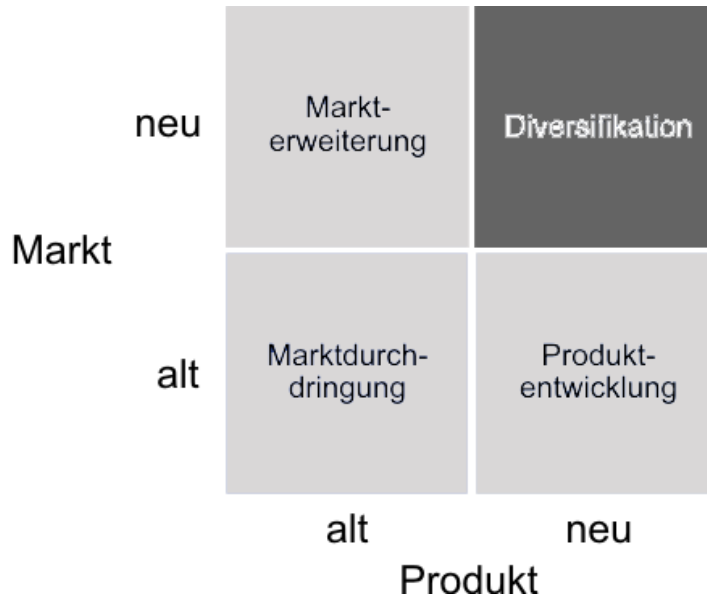 neu
Markt-
erweiterung
Diversifikation
Markt
alt
Marktdurch-
dringung
Produkt-
entwicklung
alt
neu
Produkt